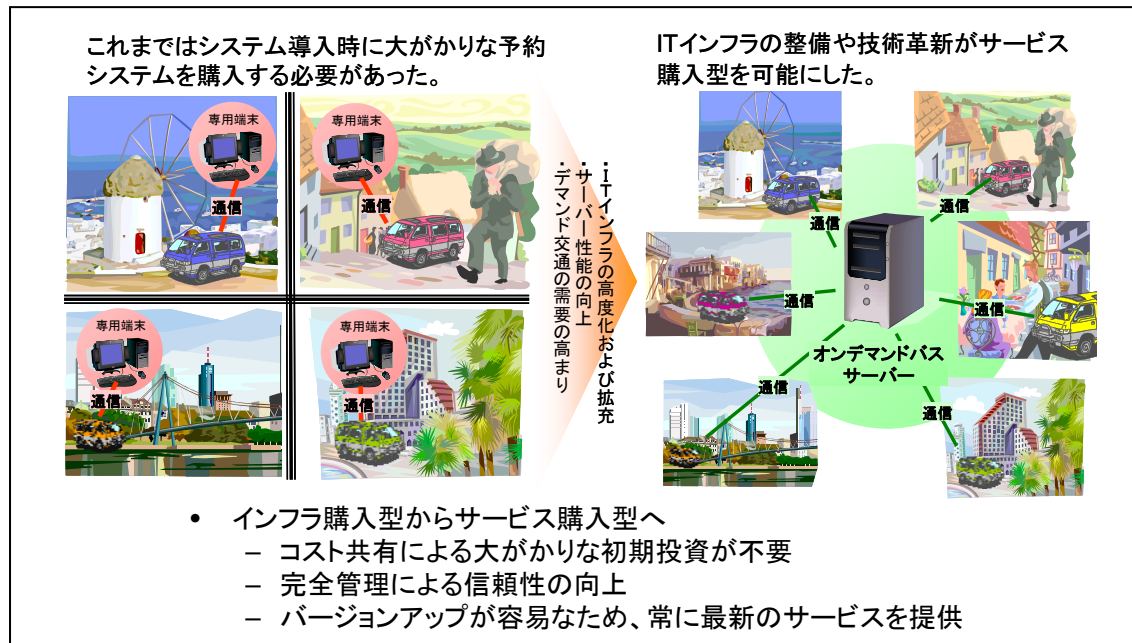 これまではシステム導入時に大がかりな予約
システムを購入する必要があった。
専用端末
通信
専用端末
通信
専用端末
通信
専用端末
通信
・ITインフラの高度化および拡充
・サーバー性能の向上
・デマンド交通の需要の高まり
ITインフラの整備や技術革新がサービス
購入型を可能にした。
通信
通信
通信
通信
オンデマンドバス
サーバー
通信
通信
• インフラ購入型からサービス購入型へ
– コスト共有による大がかりな初期投資が不要
– 完全管理による信頼性の向上
– バージョンアップが容易なため、常に最新のサービスを提供